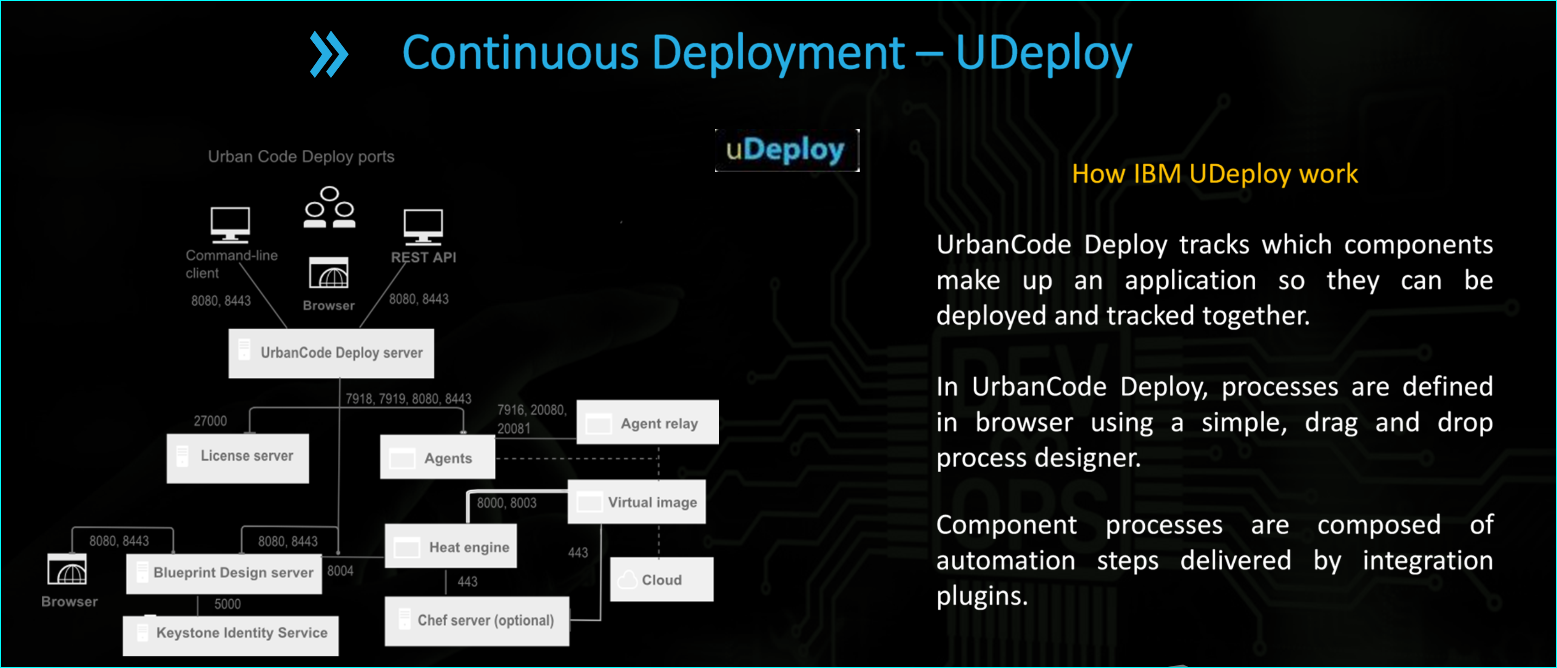 Continuous Deployment – UDeploy
uDeploy
Urban Code Deploy ports
Command-line
client
REST API
Browser
8080, 8443
8080, 8443
UrbanCode Deploy server
7918, 7919, 8080, 8443
27000
7916, 20080,
20081
Agent relay
License server
Agents
8000, 8003
Virtual image
8080, 8443
8080, 8443
Heat engine
443
Blueprint Design server
8004
443
Cloud
Browser
5000
Chef server (optional)
Keystone Identity Service
How IBM UDeploy work
UrbanCode Deploy tracks which components
make up an application so they can be
deployed and tracked together.
In UrbanCode Deploy, processes are defined
in browser using a simple, drag and drop
process designer.
Component processes are composed of
automation steps delivered by integration
plugins.
DEV
OPS